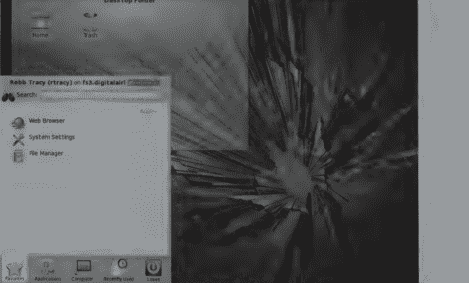 Desktop Folder
Home
Trash
Robb Tracy (rtracy) on fs3.digitalairl
Search:
Web Browser
System Settings
File Manager
Favorites
Applications
Computer
Recently Used
Leave